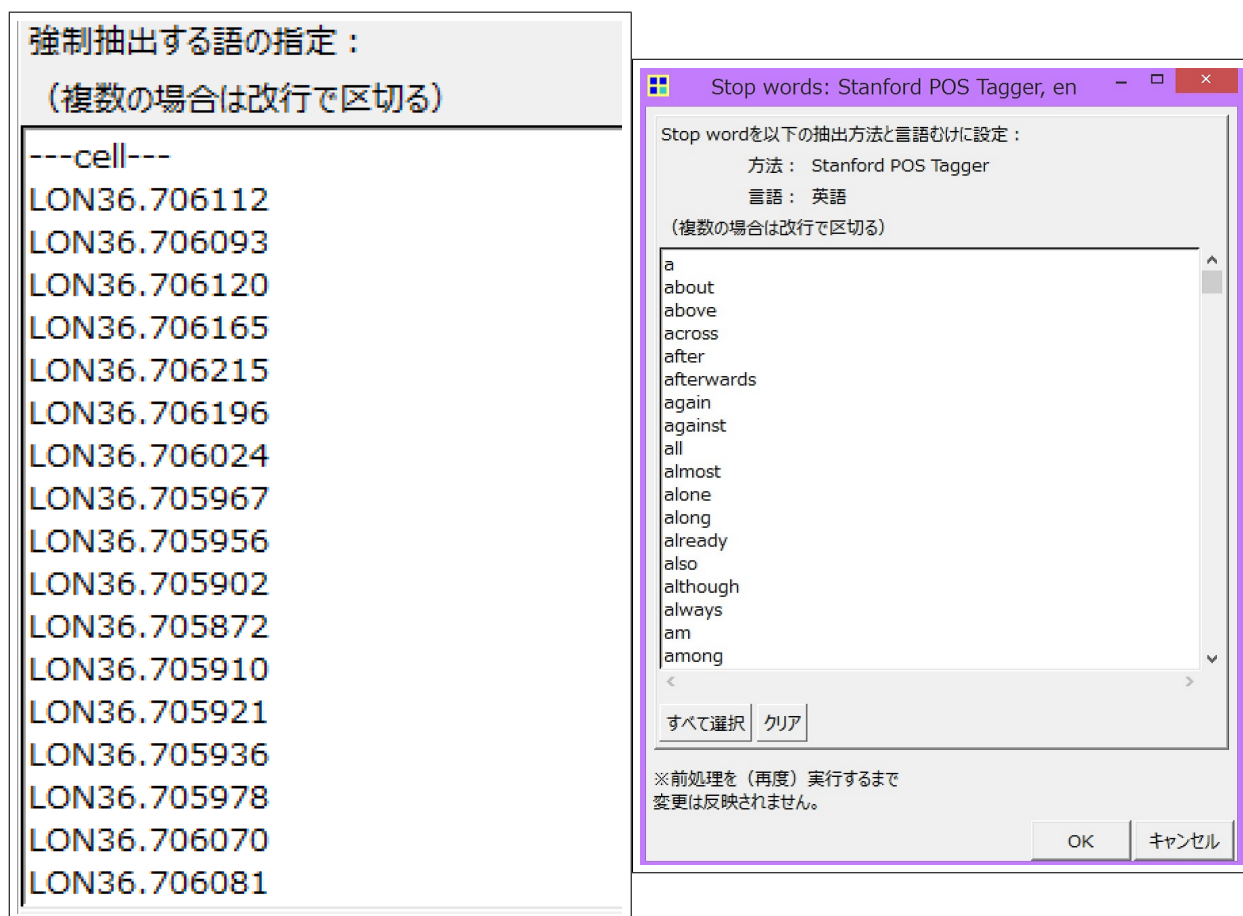 強制抽出する語の指定：
（複数の場合は改行で区切る）
---cell---
LON36.706112
LON36.706093
LON36.706120
LON36.706165
LON36.706215
LON36.706196
LON36.706024
LON36.705967
LON36.705956
LON36.705902
LON36.705872
LON36.705910
LON36.705921
LON36.705936
LON36.705978
LON36.706070
LON36.706081
Stop words: Stanford POS Tagger, en
Stop wordを以下の抽出方法と言語むけに設定：
方法： Stanford POS Tagger
言語： 英語
（複数の場合は改行で区切る）
a
about
above
across
after
afterwards
again
against
all
almost
alone
along
already
also
although
always
am
among
すべて選択 クリア
※前処理を（再度）実行するまで
変更は反映されません。
OK キャンセル